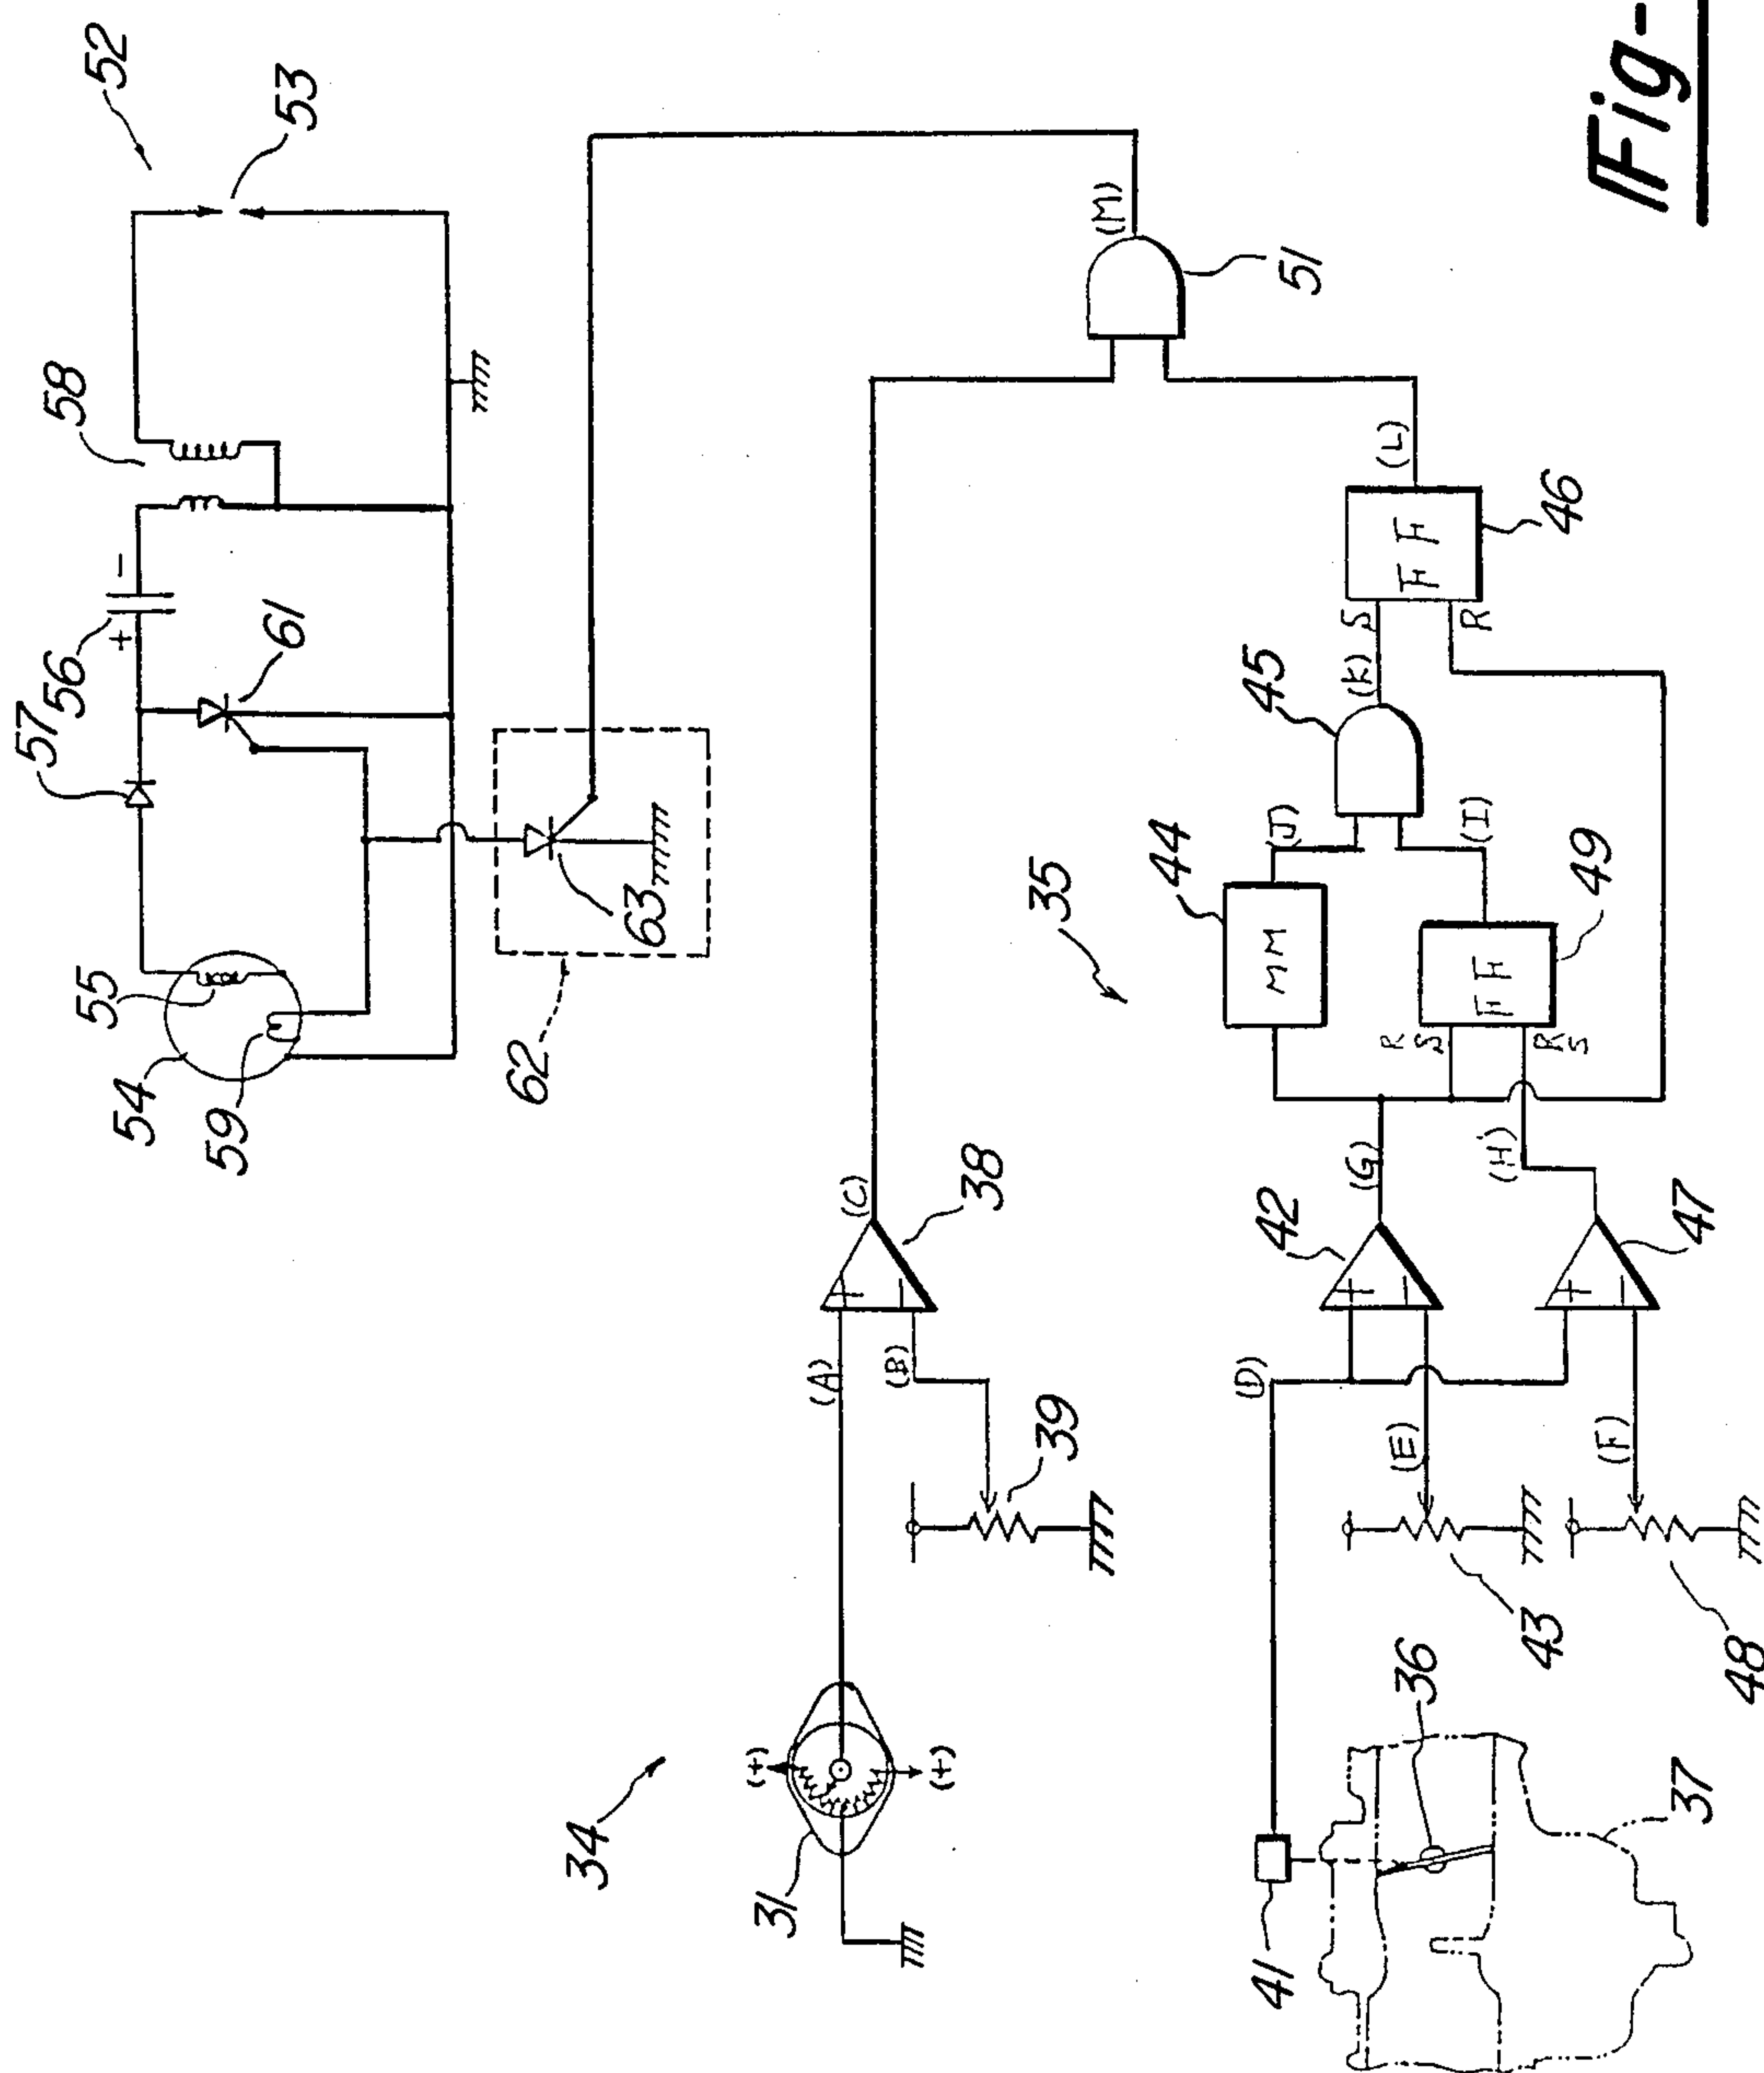 52
53
58
56
+
-
57
61
55
54
59
62
63
(M)
51
(C)
38
(A)
(B)
39
34
31
(+)
(+)
35
44
MM
(J)
45
(K)
S
R
FF
46
(L)
(I)
49
FF
R
S
R
S
(G)
(H)
42
+
-
47
+
-
38
+
-
(D)
(E)
(F)
43
48
36
37
41
Fig-